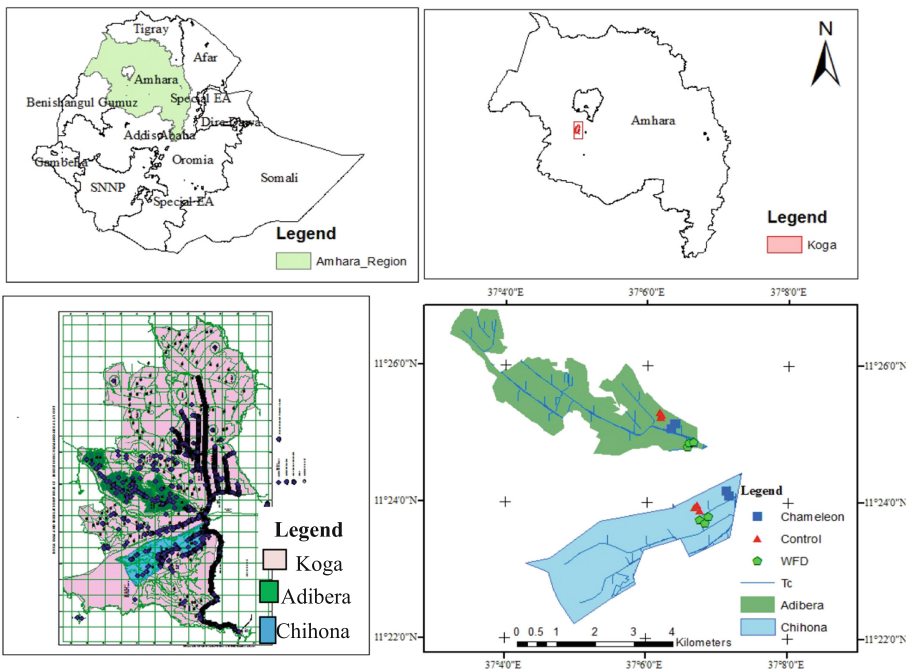 Tigray
Afar
Amhara
Benishangul Gumuz
Special EA
Dire Dawa
Addis Ababa
Gambella
Oromia
SNNP
Somali
Special EA
Legend
Amhara_Region
N
Amhara
Legend
Koga
Legend
Koga
Adibera
Chihona
37°4'0"E
37°6'0"E
37°8'0"E
11°26'0"N
11°26'0"N
11°24'0"N
11°24'0"N
11°22'0"N
11°22'0"N
Legend
Chameleon
Control
WFD
Tc
Adibera
Chihona
0 0.5 1 2 3 4
Kilometers
37°4'0"E
37°6'0"E
37°8'0"E